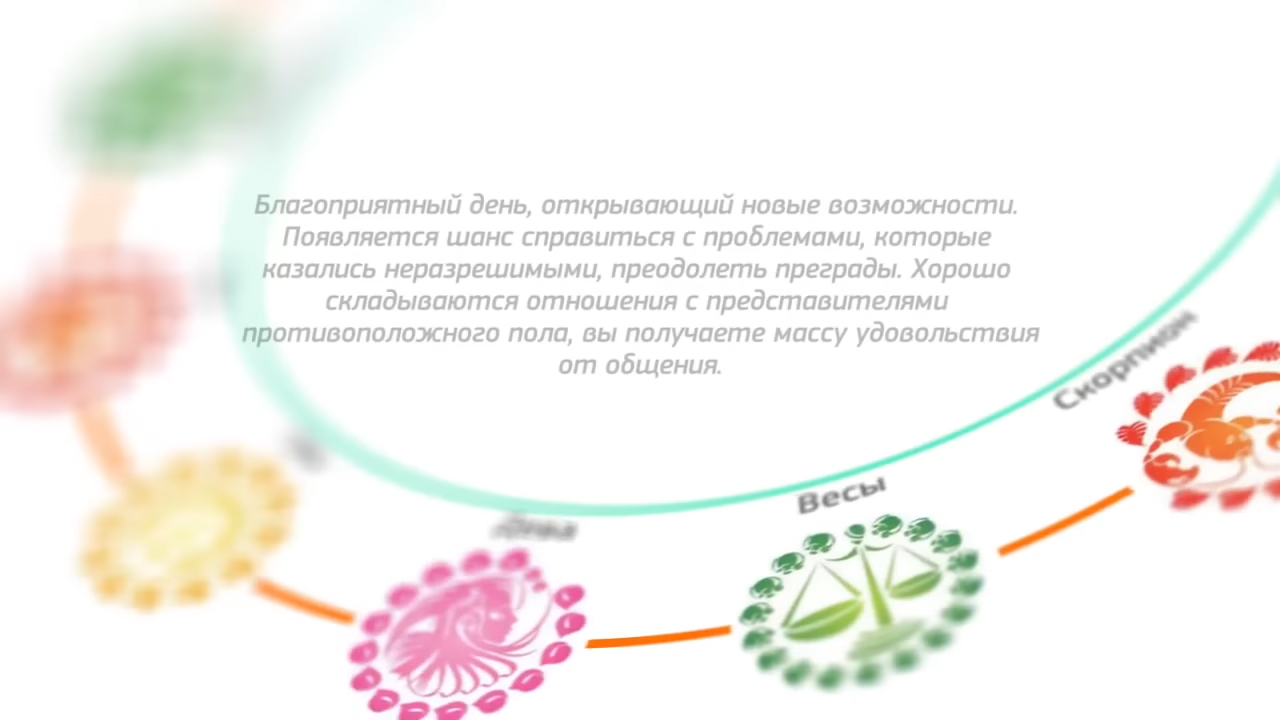 Благоприятный день, открывающий новые возможности.
Появляется шанс справиться с проблемами, которые
казались неразрешимыми, преодолеть преграды. Хорошо
складываются отношения с представителями
противоположного пола, вы получаете массу удовольствия
от общения.
Скорпион
Весы
Дева